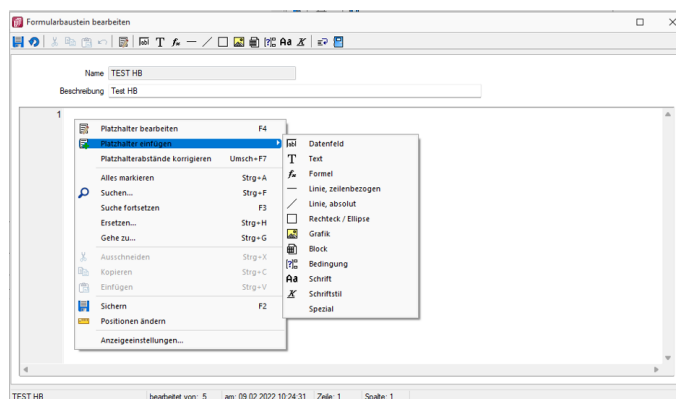 Formularbaustein bearbeiten
Name TEST HB
Beschreibung Test HB
1
Platzhalter bearbeiten F4
Platzhalter einfügen
Platzhalterabstände korrigieren Umsch+F7
Alles markieren Strg+A
Suchen... Strg+F
Suche fortsetzen F3
Ersetzen... Strg+H
Gehe zu... Strg+G
Ausschneiden Strg+X
Kopieren Strg+C
Einfügen Strg+V
Sichern F2
Positionen ändern
Anzeigeeinstellungen...
Datenfeld
Text
Formel
Linie, zeilenbezogen
Linie, absolut
Rechteck / Ellipse
Grafik
Block
Bedingung
Schrift
Schriftstil
Spezial
TEST HB bearbeitet von: 5 am: 09.02.2022 10:24:31 Zeile: 1 Spalte: 1